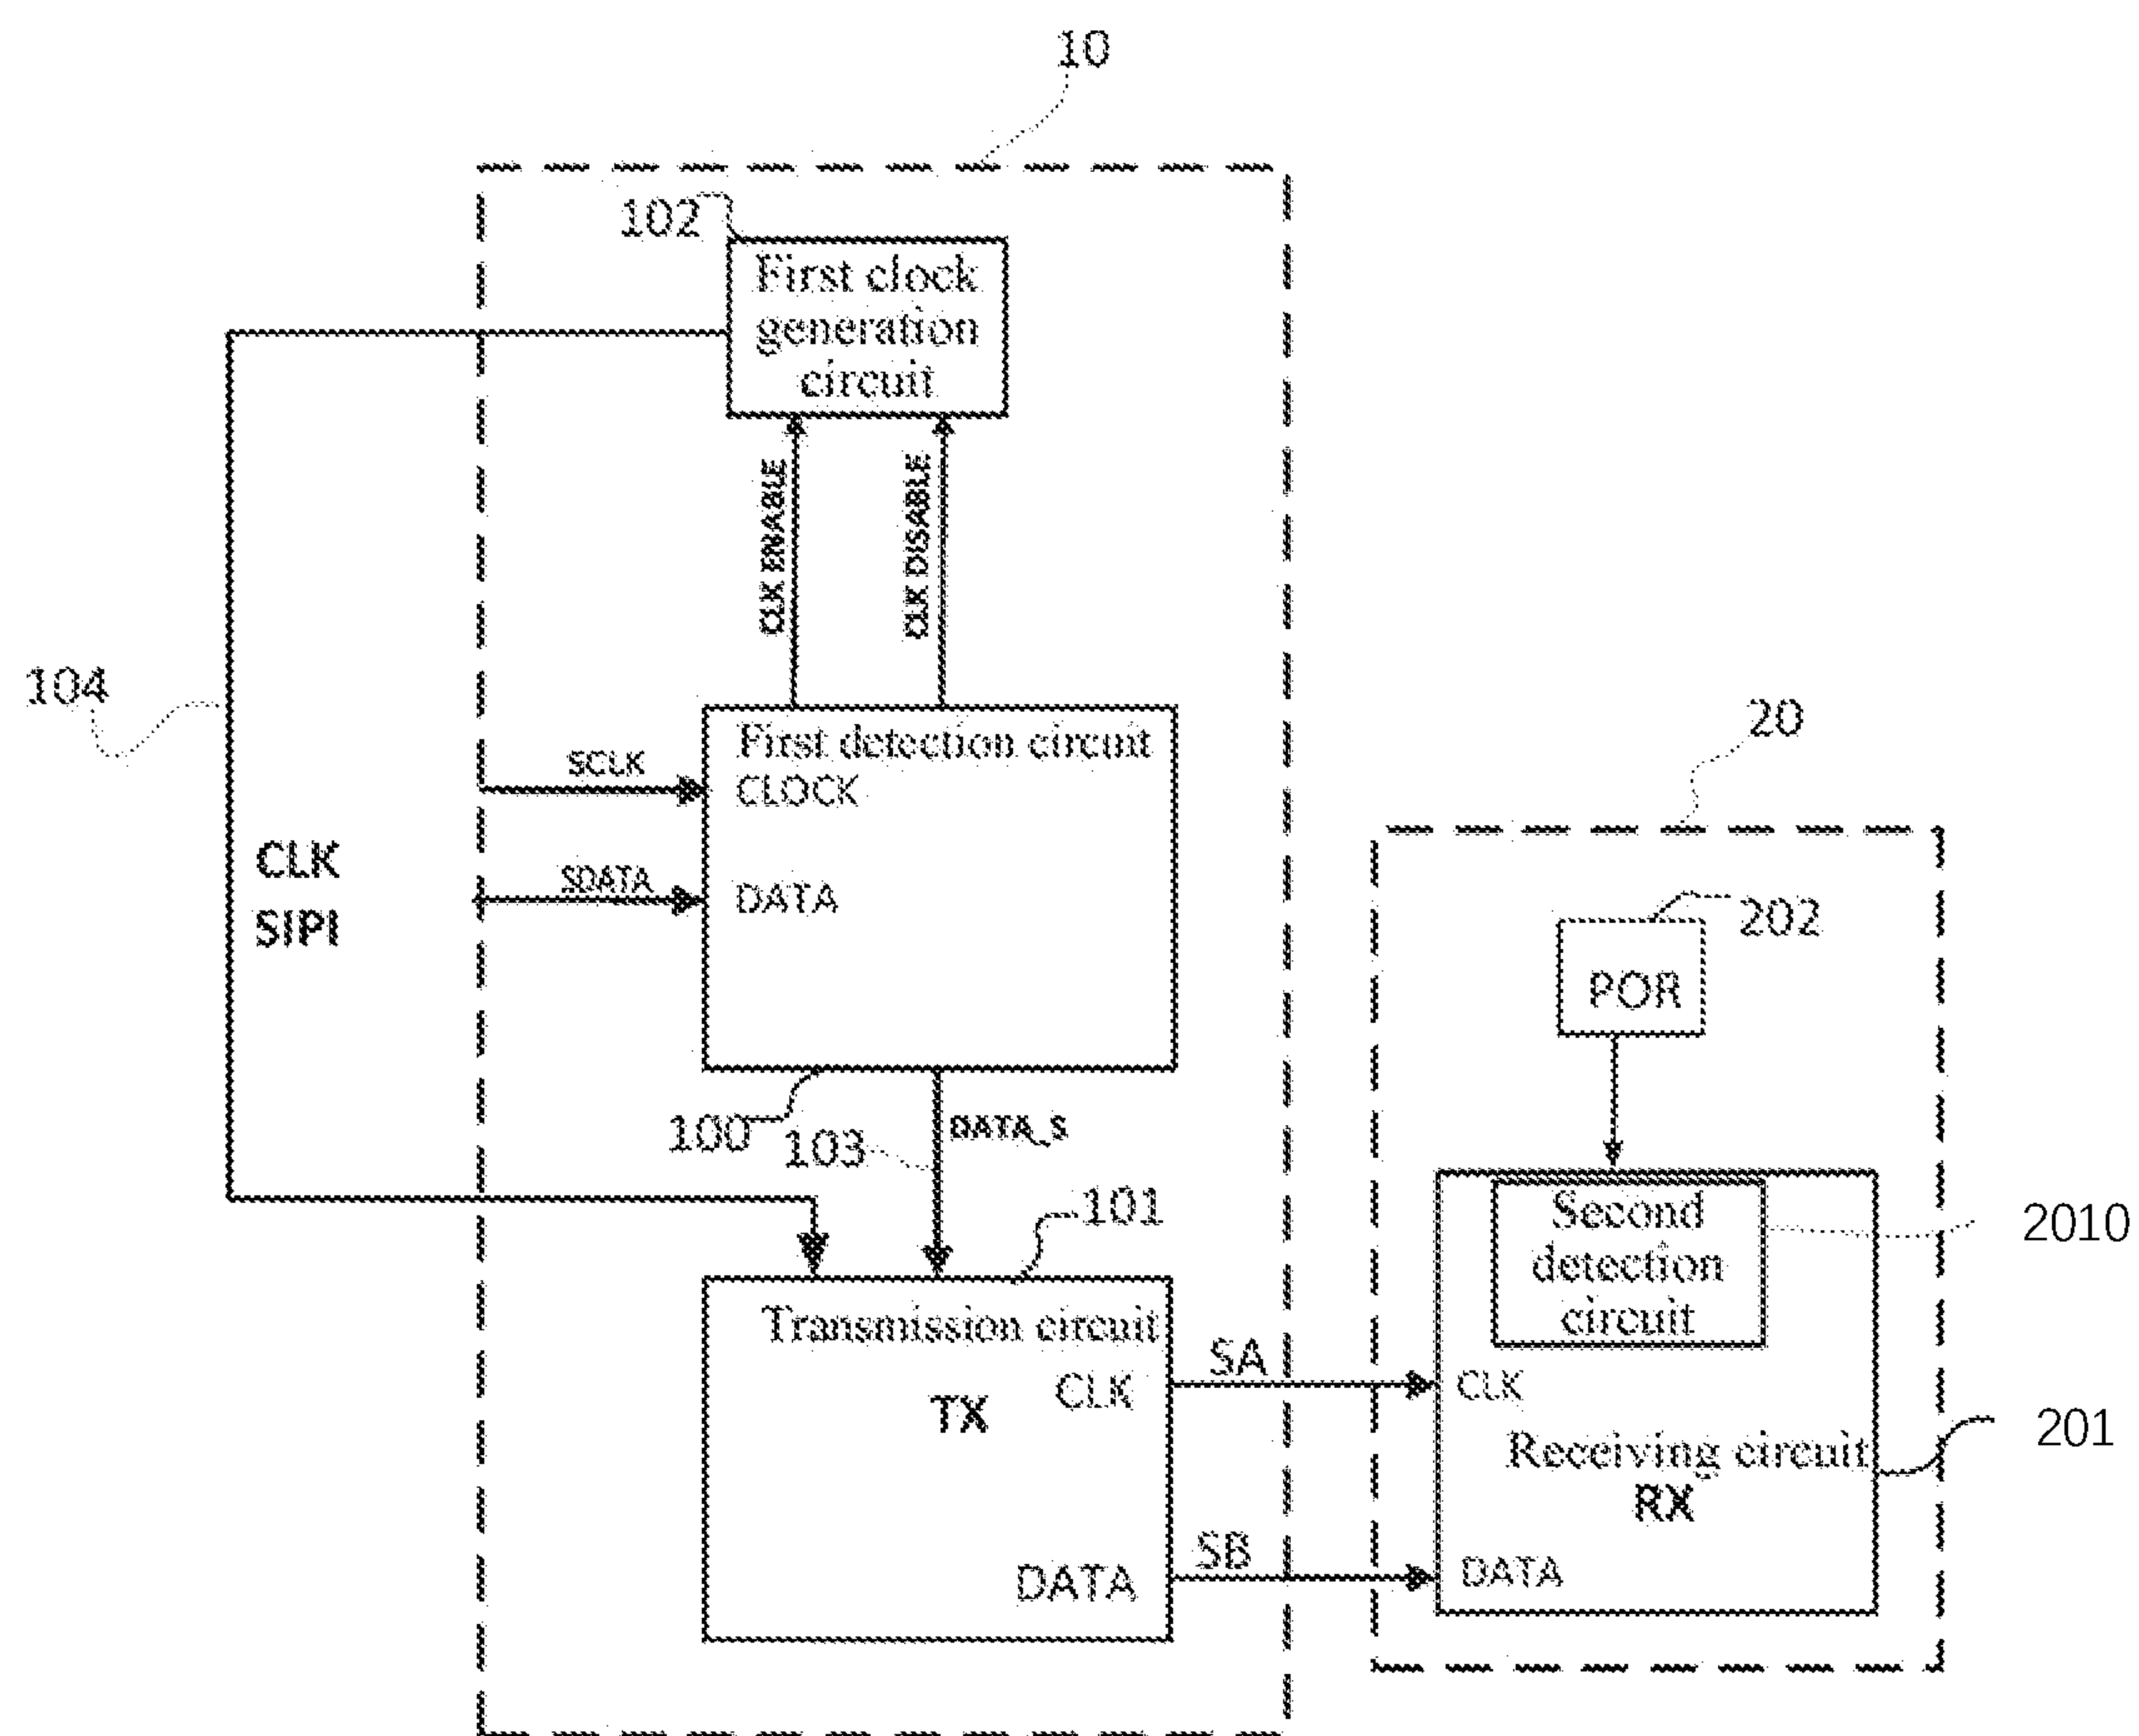 10
102
First clock
generation
circuit
CLK ENABLE
CLK DISABLE
104
CLK
SIPI
SCLK
First detection circuit
CLOCK
SDATA
DATA
100
103
DATA_S
101
Transmission circuit
CLK
TX
DATA
SA
SB
20
202
POR
Second
detection
circuit
2010
CLK
Receiving circuit
RX
201
DATA